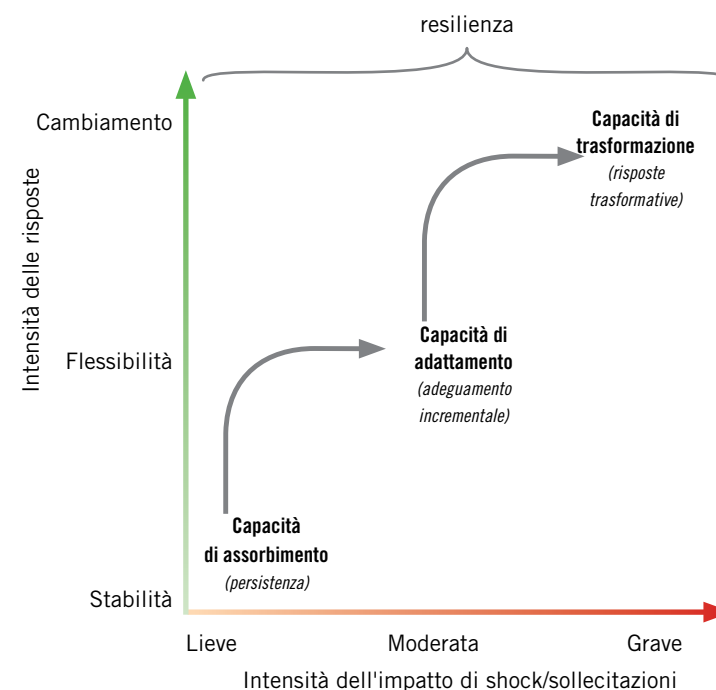 resilienza
Cambiamento
Capacità di
trasformazione
(risposte
trasformative)
Intensità delle risposte
Flessibilità
Capacità di
adattamento
(adeguamento
incrementale)
Capacità
di assorbimento
(persistenza)
Stabilità
Lieve
Moderata
Grave
Intensità dell'impatto di shock/sollecitazioni